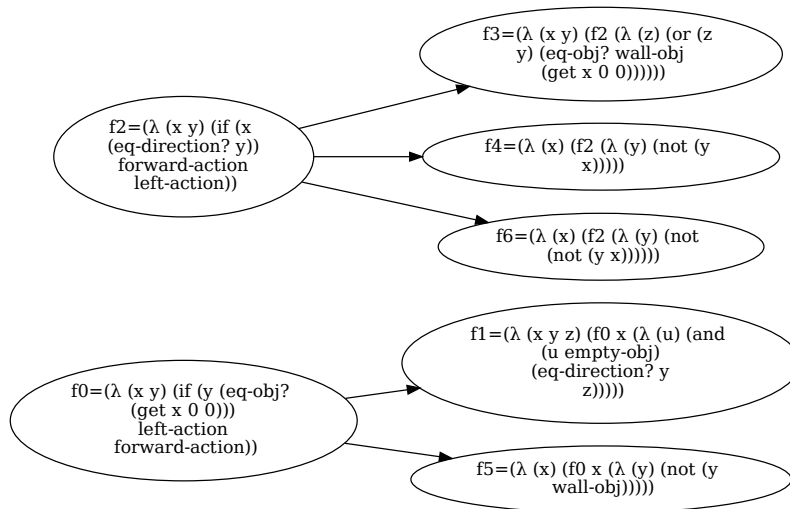 f3=(λ (x y) (f2 (λ (z) (or (z
y) (eq-obj? wall-obj
(get x 0 0))))))
f2=(λ (x y) (if (x
(eq-direction? y))
forward-action
left-action))
f4=(λ (x) (f2 (λ (y) (not (y
x)))))
f6=(λ (x) (f2 (λ (y) (not
(not (y x))))))
f1=(λ (x y z) (f0 x (λ (u) (and
(u empty-obj)
(eq-direction? y
z)))))
f0=(λ (x y) (if (y (eq-obj?
(get x 0 0)))
left-action
forward-action))
f5=(λ (x) (f0 x (λ (y) (not (y
wall-obj)))))